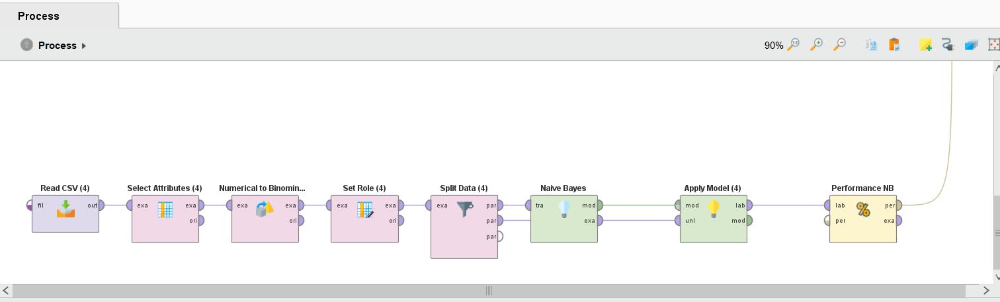 Process
Process
90%
Read CSV (4)
Select Attributes (4)
Numerical to Binomin...
Set Role (4)
Split Data (4)
Naive Bayes
Apply Model (4)
Performance NB
fil out
exa exa
ori
exa exa
ori
exa exa
ori
exa par
par
par
tra mod
exa
mod lab
unl mod
lab per
per exa
%